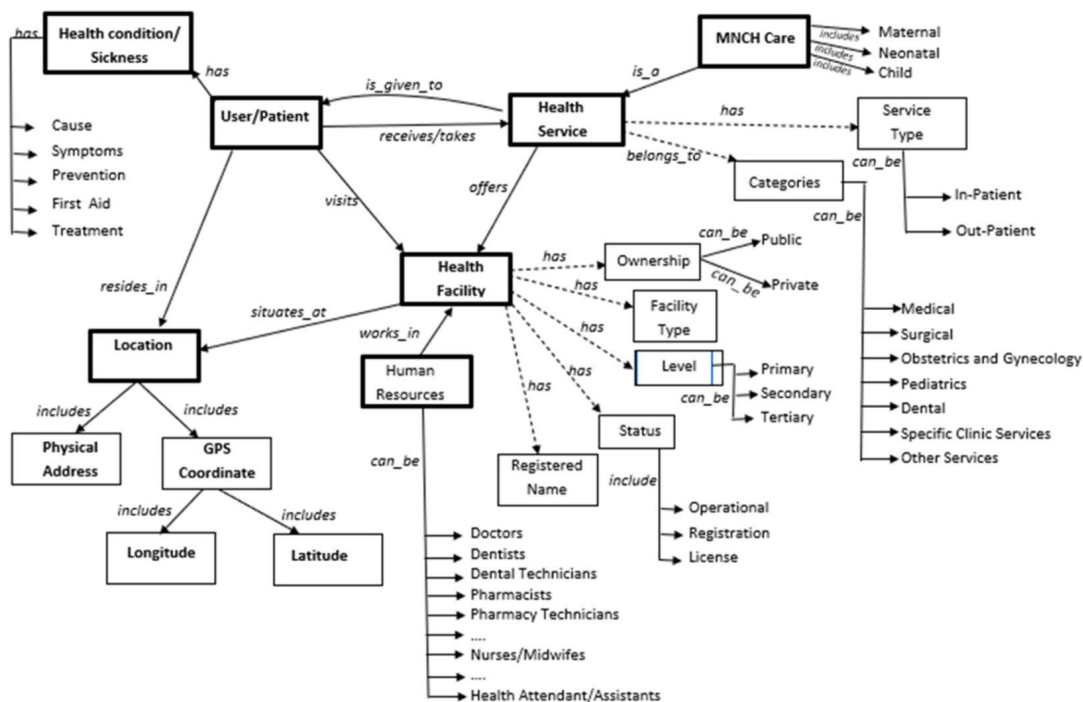 has
Health condition/
Sickness
MNCH Care
includes
Maternal
includes
Neonatal
includes
Child
has
is_a
is_given_to
User/Patient
receives/takes
Health
Service
has
Service
Type
belongs_to
Categories
can_be
In-Patient
Out-Patient
Cause
Symptoms
Prevention
First Aid
Treatment
visits
offers
can_be
Medical
Surgical
Obstetrics and Gynecology
Pediatrics
Dental
Specific Clinic Services
Other Services
Health
Facility
has
Ownership
can_be
Public
can_be
Private
has
Facility
Type
has
Level
can_be
Primary
Secondary
Tertiary
has
Status
include
Operational
Registration
License
has
Registered
Name
resides_in
situates_at
works_in
Location
Human
Resources
includes
includes
Physical
Address
GPS
Coordinate
includes
includes
Longitude
Latitude
can_be
Doctors
Dentists
Dental Technicians
Pharmacists
Pharmacy Technicians
....
Nurses/Midwifes
....
Health Attendant/Assistants